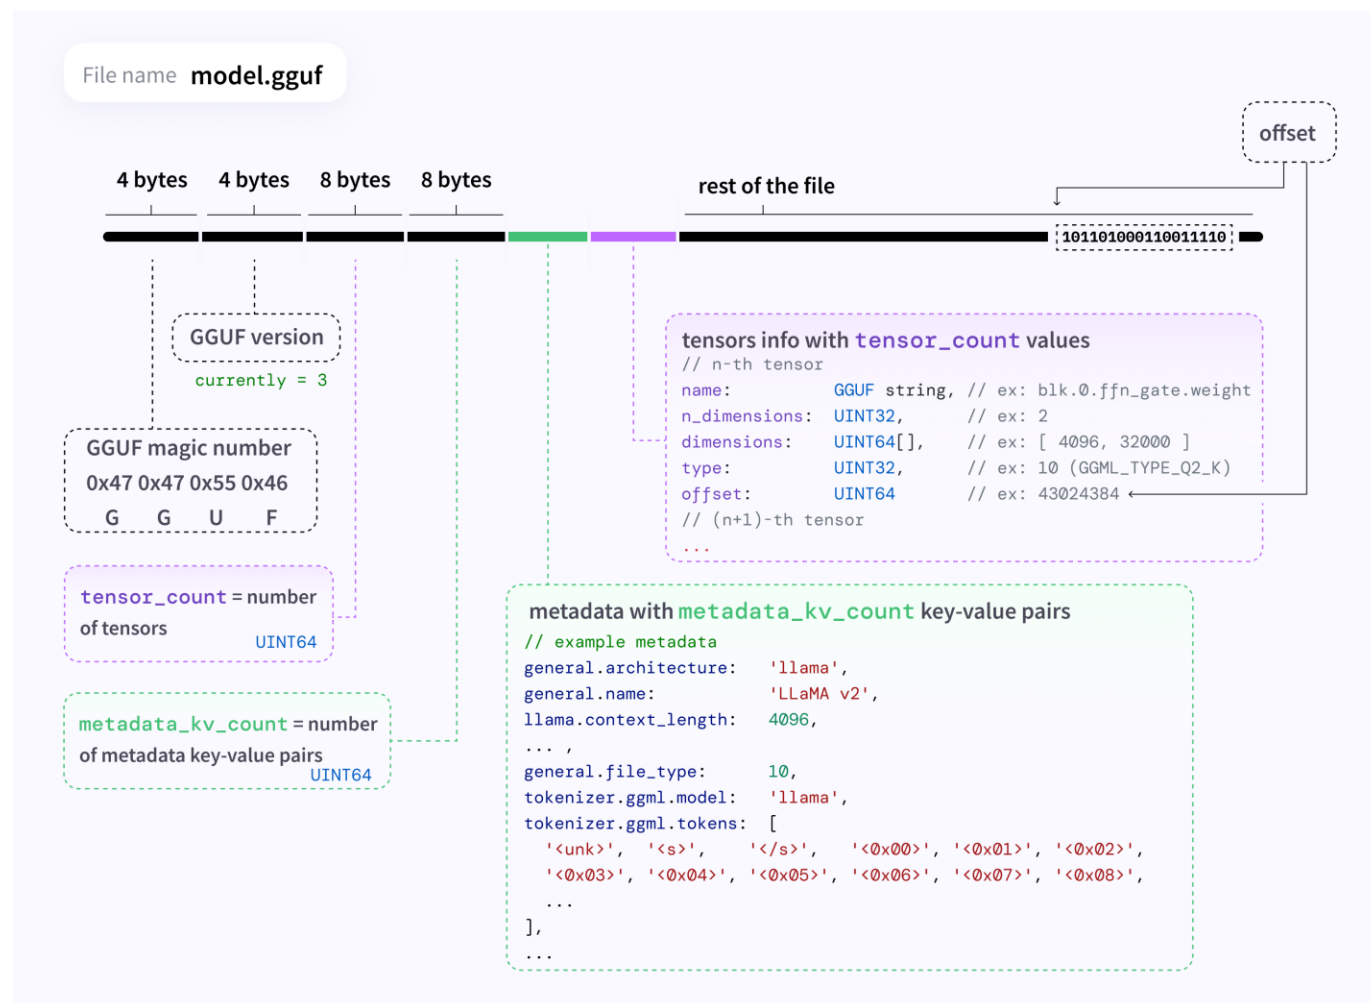 File name model.gguf
offset
4 bytes 4 bytes 8 bytes 8 bytes rest of the file
101101000110011110
GGUF version
currently = 3
GGUF magic number
0x47 0x47 0x55 0x46
G G U F
tensor_count = number
of tensors
UINT64
metadata_kv_count = number
of metadata key-value pairs
UINT64
tensors info with tensor_count values
// n-th tensor
name: GGUF string, // ex: blk.0.ffn_gate.weight
n_dimensions: UINT32, // ex: 2
dimensions: UINT64[], // ex: [ 4096, 32000 ]
type: UINT32, // ex: 10 (GGML_TYPE_Q2_K)
offset: UINT64 // ex: 43024384
// (n+1)-th tensor
...
metadata with metadata_kv_count key-value pairs
// example metadata
general.architecture: 'llama',
general.name: 'LLaMA v2',
llama.context_length: 4096,
... ,
general.file_type: 10,
tokenizer.ggml.model: 'llama',
tokenizer.ggml.tokens: [
'<unk>', '<s>', '</s>', '<0x00>', '<0x01>', '<0x02>',
'<0x03>', '<0x04>', '<0x05>', '<0x06>', '<0x07>', '<0x08>',
...
],
...